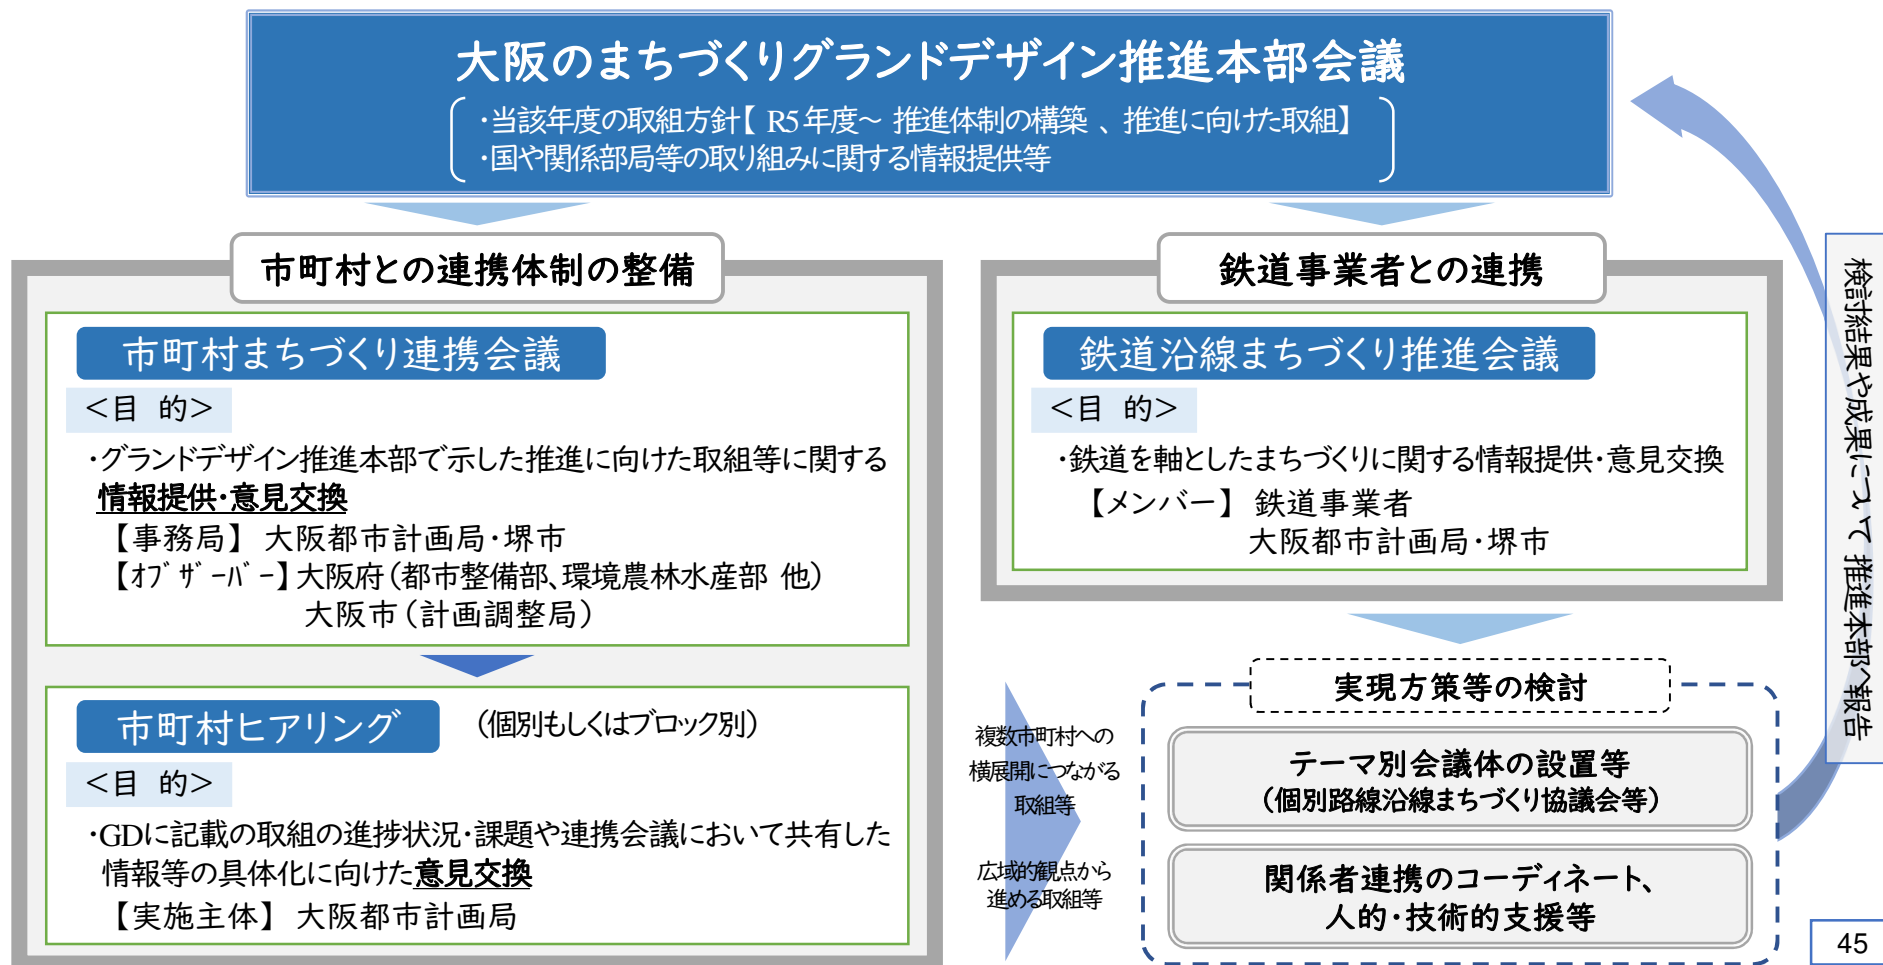 大阪のまちづくりグランドデザイン推進本部会議
・当該年度の取組方針【 R5年度～ 推進体制の構築 、推進に向けた取組】
・国や関係部局等の取り組みに関する情報提供等
市町村との連携体制の整備
市町村まちづくり連携会議
＜目 的＞
・グランドデザイン推進本部で示した推進に向けた取組等に関する
情報提供・意見交換
【事務局】 大阪都市計画局・堺市
【ｵﾌﾞｻﾞｰﾊﾞｰ】大阪府（都市整備部、環境農林水産部 他）
大阪市（計画調整局）
市町村ヒアリング
（個別もしくはブロック別）
＜目 的＞
・GDに記載の取組の進捗状況・課題や連携会議において共有した
情報等の具体化に向けた意見交換
【実施主体】 大阪都市計画局
鉄道事業者との連携
鉄道沿線まちづくり推進会議
＜目 的＞
・鉄道を軸としたまちづくりに関する情報提供・意見交換
【メンバー】 鉄道事業者
大阪都市計画局・堺市
複数市町村への
横展開につながる
取組等
広域的観点から
進める取組等
実現方策等の検討
テーマ別会議体の設置等
（個別路線沿線まちづくり協議会等）
関係者連携のコーディネート、
人的・技術的支援等
検討結果や成果について 推進本部へ報告
45